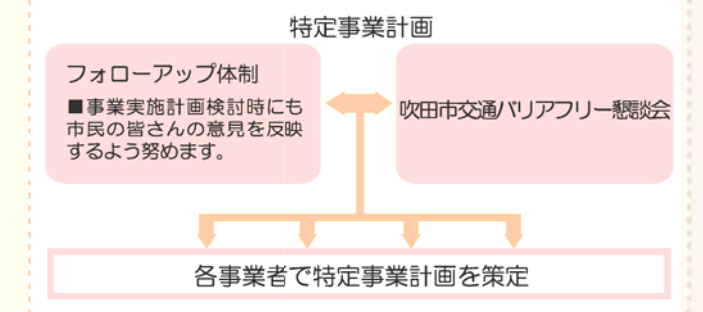 特定事業計画
フォローアップ体制
■事業実施計画検討時にも
市民の皆さんの意見を反映
するよう努めます。
吹田市交通バリアフリー懇談会
各事業者で特定事業計画を策定